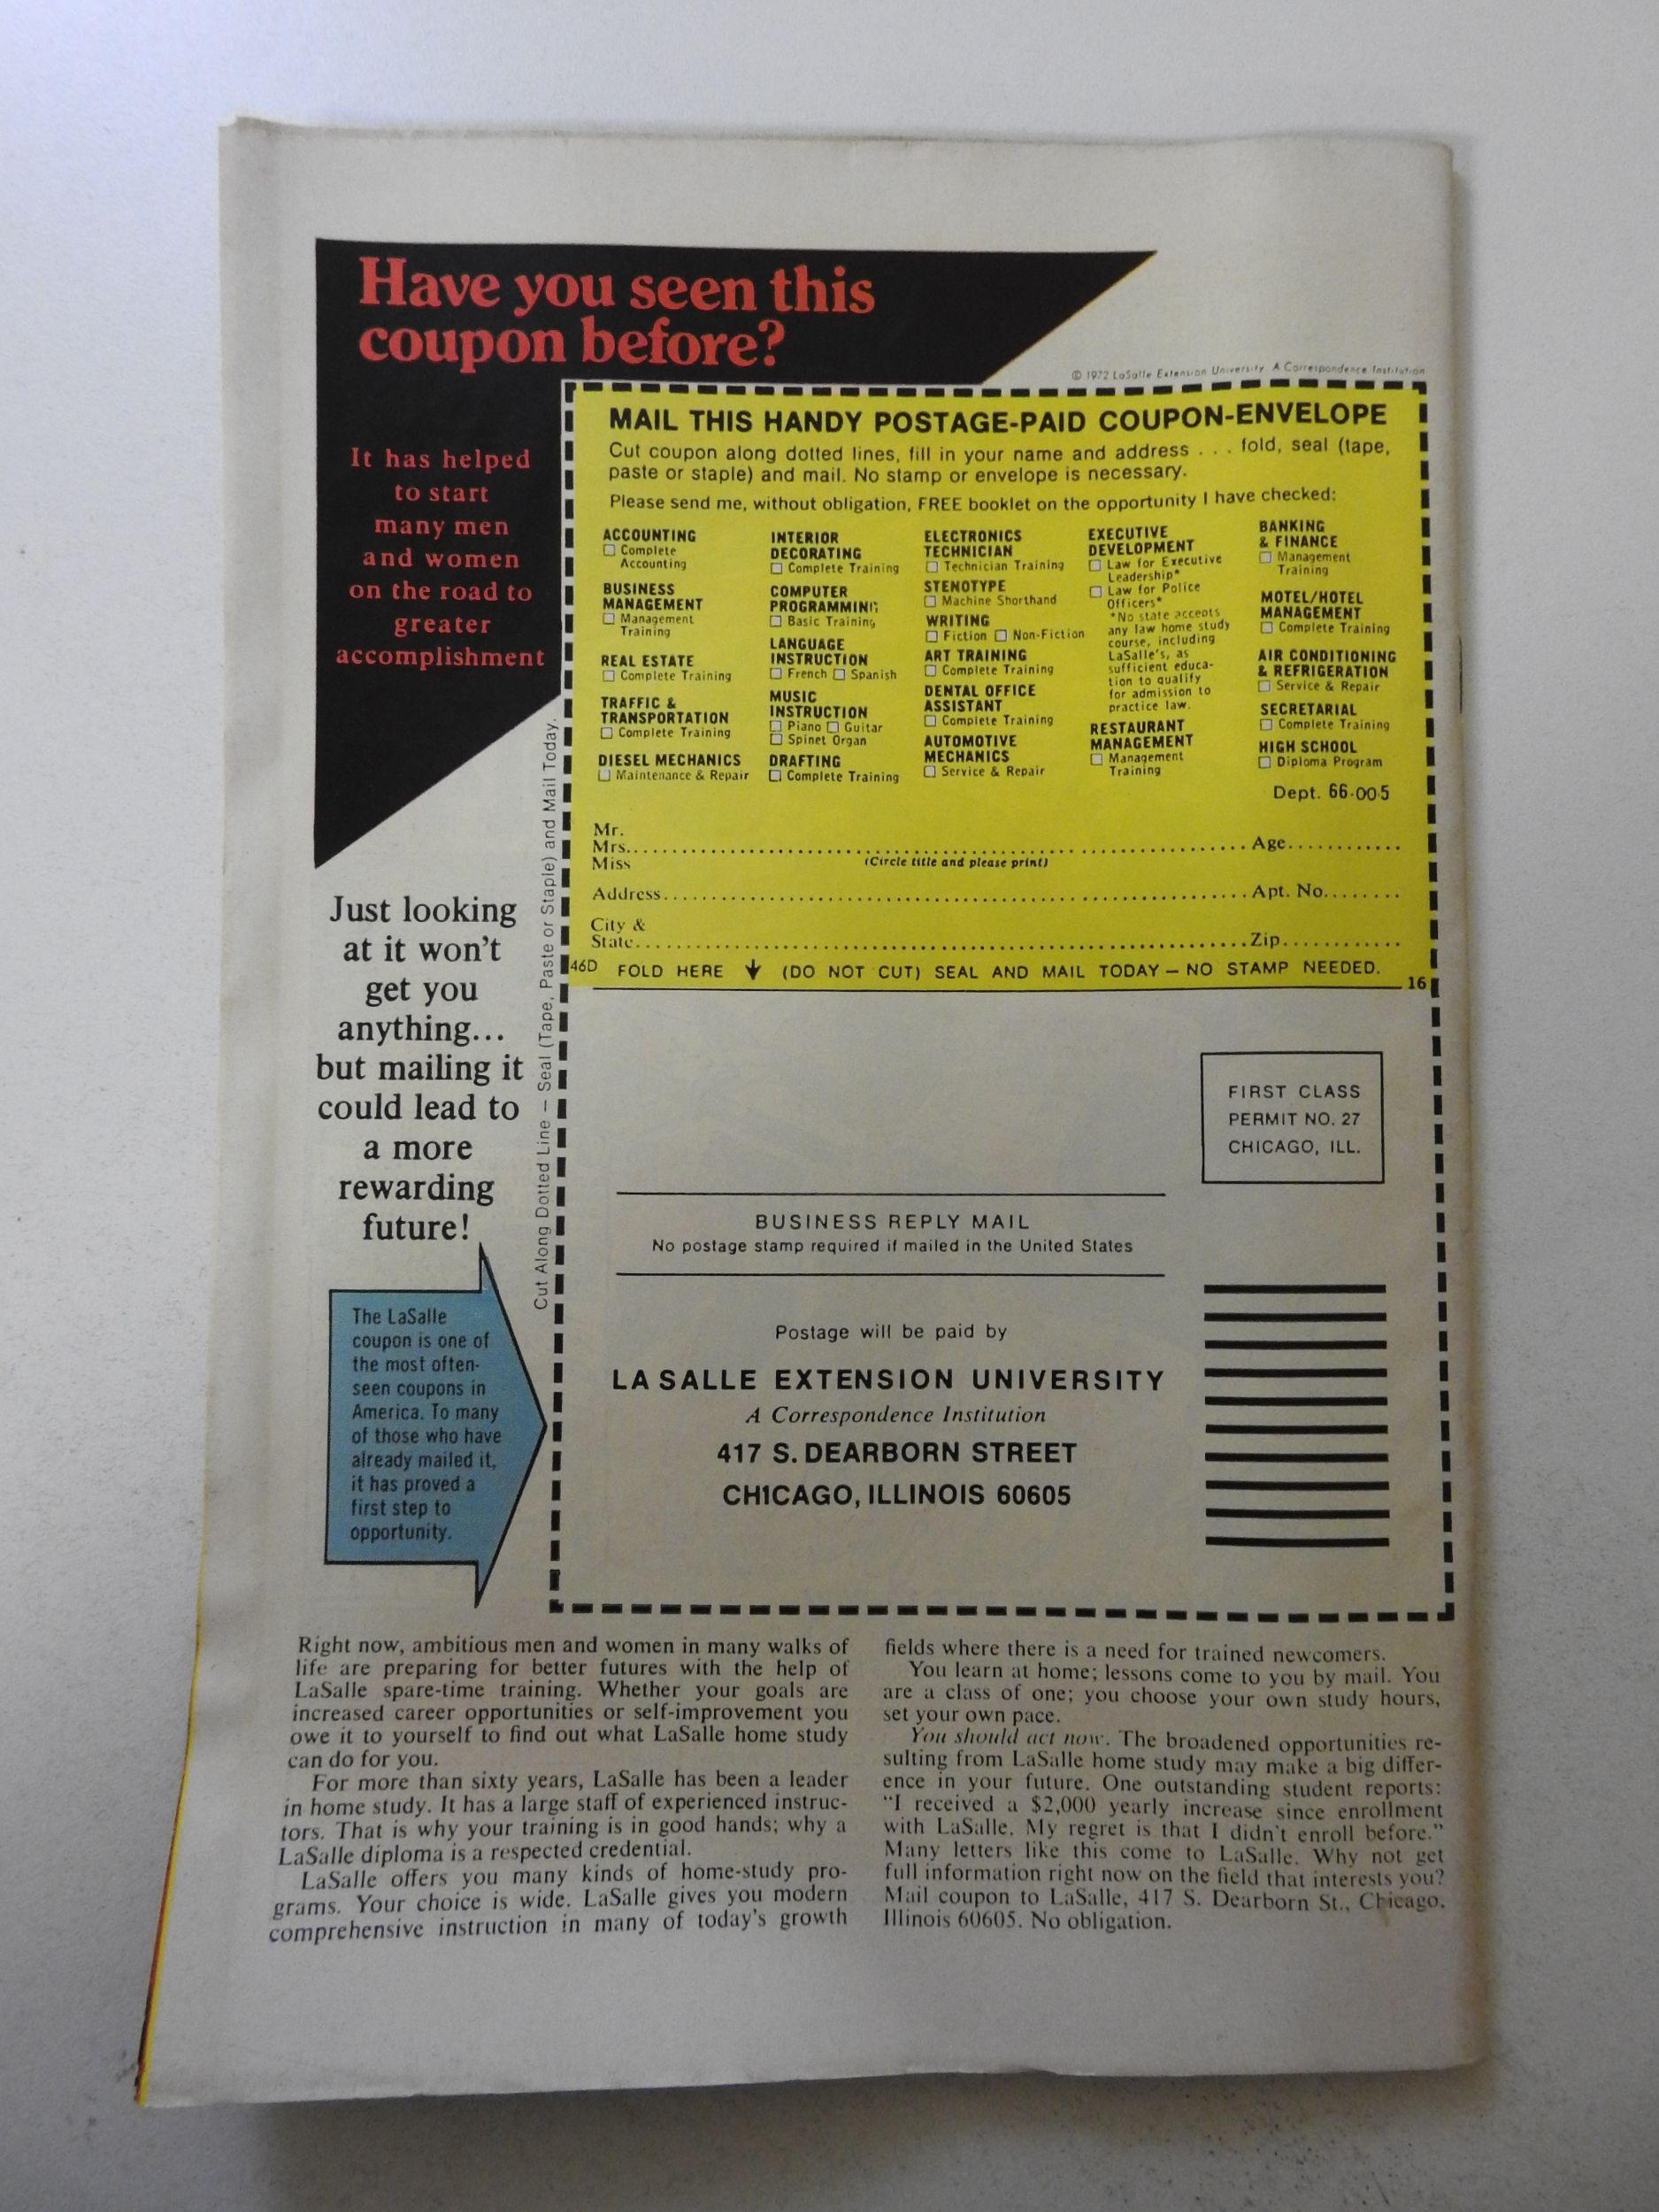 Have you seen this
coupon before?
It has helped
to start
many men
and women
on the road to
greater
accomplishment
© 1972 LaSalle Extension University. A Correspondence Institution
MAIL THIS HANDY POSTAGE-PAID COUPON-ENVELOPE
Cut coupon along dotted lines, fill in your name and address . . . fold, seal (tape,
paste or staple) and mail. No stamp or envelope is necessary.
Please send me, without obligation, FREE booklet on the opportunity I have checked:
ACCOUNTING
☐ Complete
Accounting
BUSINESS
MANAGEMENT
☐ Management
Training
REAL ESTATE
☐ Complete Training
TRAFFIC &
TRANSPORTATION
☐ Complete Training
DIESEL MECHANICS
☐ Maintenance & Repair
INTERIOR
DECORATING
☐ Complete Training
COMPUTER
PROGRAMMING
☐ Basic Training
LANGUAGE
INSTRUCTION
☐ French ☐ Spanish
MUSIC
INSTRUCTION
☐ Piano ☐ Guitar
☐ Spinet Organ
DRAFTING
☐ Complete Training
ELECTRONICS
TECHNICIAN
☐ Technician Training
STENOTYPE
☐ Machine Shorthand
WRITING
☐ Fiction ☐ Non-Fiction
ART TRAINING
☐ Complete Training
DENTAL OFFICE
ASSISTANT
☐ Complete Training
AUTOMOTIVE
MECHANICS
☐ Service & Repair
EXECUTIVE
DEVELOPMENT
☐ Law for Executive
Leadership*
☐ Law for Police
Officers*
*No state accepts
any law home study
course, including
LaSalle's, as
sufficient educa-
tion to qualify
for admission to
practice law.
RESTAURANT
MANAGEMENT
☐ Management
Training
BANKING
& FINANCE
☐ Management
Training
MOTEL/HOTEL
MANAGEMENT
☐ Complete Training
AIR CONDITIONING
& REFRIGERATION
☐ Service & Repair
SECRETARIAL
☐ Complete Training
HIGH SCHOOL
☐ Diploma Program
Dept. 66-005
Mr.
Mrs.............................. Age............
Miss (Circle title and please print)
Address.............................. Apt. No........
City &
State.............................. Zip............
46D FOLD HERE ↓ (DO NOT CUT) SEAL AND MAIL TODAY – NO STAMP NEEDED.
16
Cut Along Dotted Line – Seal (Tape, Paste or Staple) and Mail Today.
Just looking
at it won't
get you
anything...
but mailing it
could lead to
a more
rewarding
future!
FIRST CLASS
PERMIT NO. 27
CHICAGO, ILL.
BUSINESS REPLY MAIL
No postage stamp required if mailed in the United States
Postage will be paid by
LA SALLE EXTENSION UNIVERSITY
A Correspondence Institution
417 S. DEARBORN STREET
CHICAGO, ILLINOIS 60605
The LaSalle
coupon is one of
the most often-
seen coupons in
America. To many
of those who have
already mailed it,
it has proved a
first step to
opportunity.
Right now, ambitious men and women in many walks of
life are preparing for better futures with the help of
LaSalle spare-time training. Whether your goals are
increased career opportunities or self-improvement you
owe it to yourself to find out what LaSalle home study
can do for you.
For more than sixty years, LaSalle has been a leader
in home study. It has a large staff of experienced instruc-
tors. That is why your training is in good hands; why a
LaSalle diploma is a respected credential.
LaSalle offers you many kinds of home-study pro-
grams. Your choice is wide. LaSalle gives you modern
comprehensive instruction in many of today's growth
fields where there is a need for trained newcomers.
You learn at home; lessons come to you by mail. You
are a class of one; you choose your own study hours,
set your own pace.
You should act now. The broadened opportunities re-
sulting from LaSalle home study may make a big differ-
ence in your future. One outstanding student reports:
"I received a $2,000 yearly increase since enrollment
with LaSalle. My regret is that I didn't enroll before."
Many letters like this come to LaSalle. Why not get
full information right now on the field that interests you?
Mail coupon to LaSalle, 417 S. Dearborn St., Chicago,
Illinois 60605. No obligation.